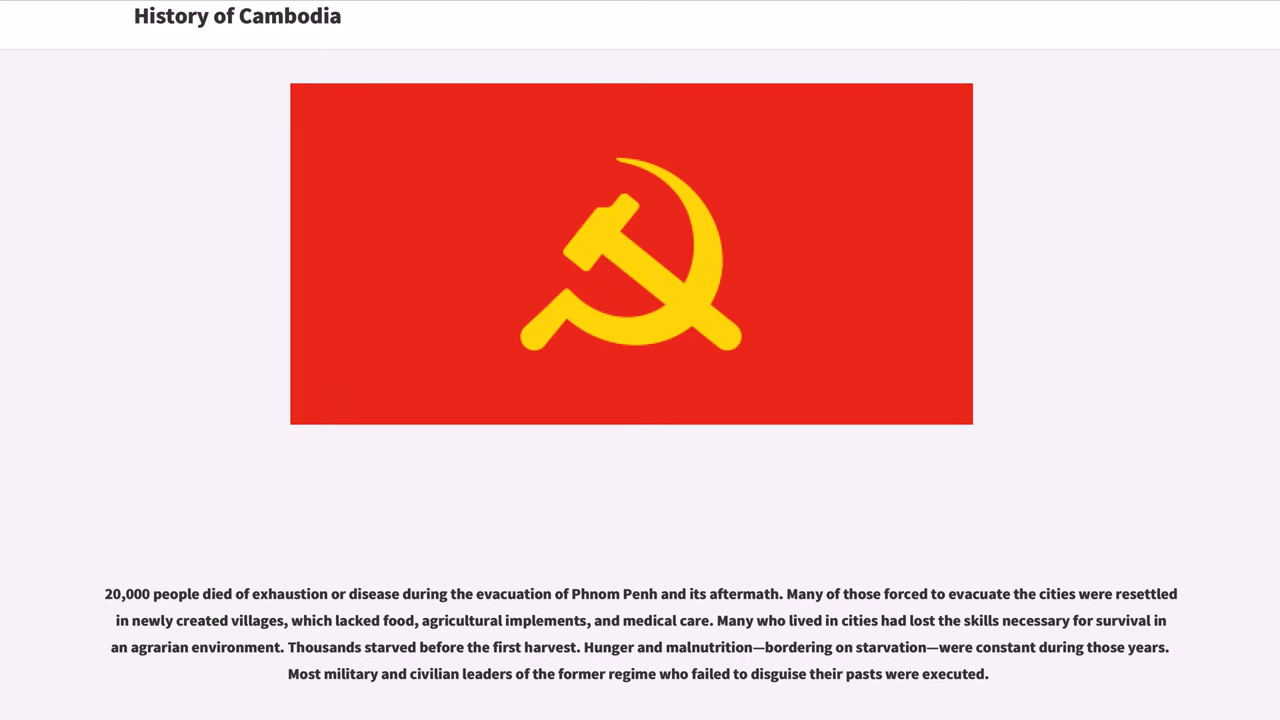 History of Cambodia
20,000 people died of exhaustion or disease during the evacuation of Phnom Penh and its aftermath. Many of those forced to evacuate the cities were resettled
in newly created villages, which lacked food, agricultural implements, and medical care. Many who lived in cities had lost the skills necessary for survival in
an agrarian environment. Thousands starved before the first harvest. Hunger and malnutrition—bordering on starvation—were constant during those years.
Most military and civilian leaders of the former regime who failed to disguise their pasts were executed.